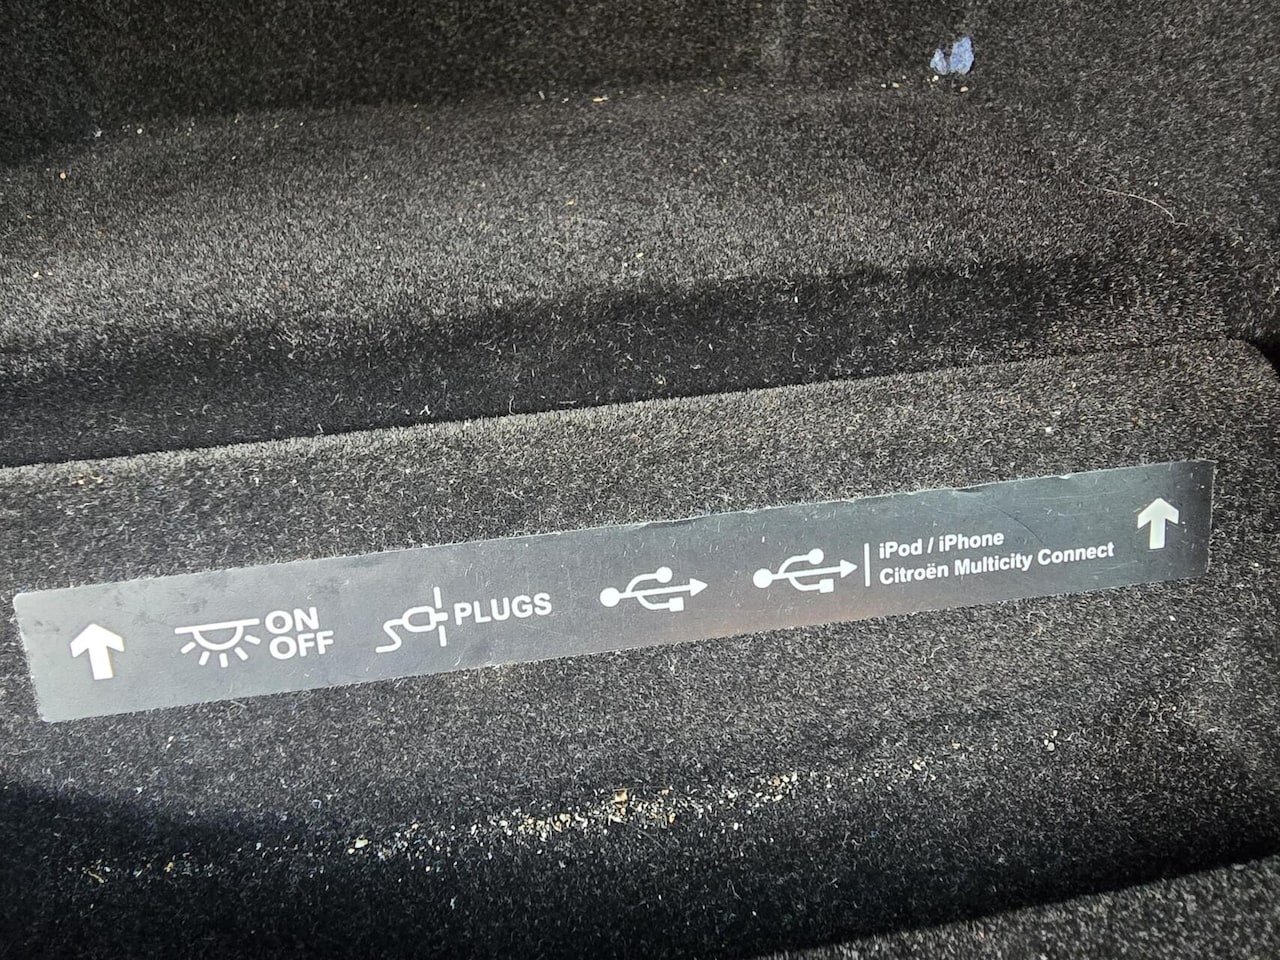 ON
OFF
PLUGS
iPod / iPhone
Citroën Multicity Connect